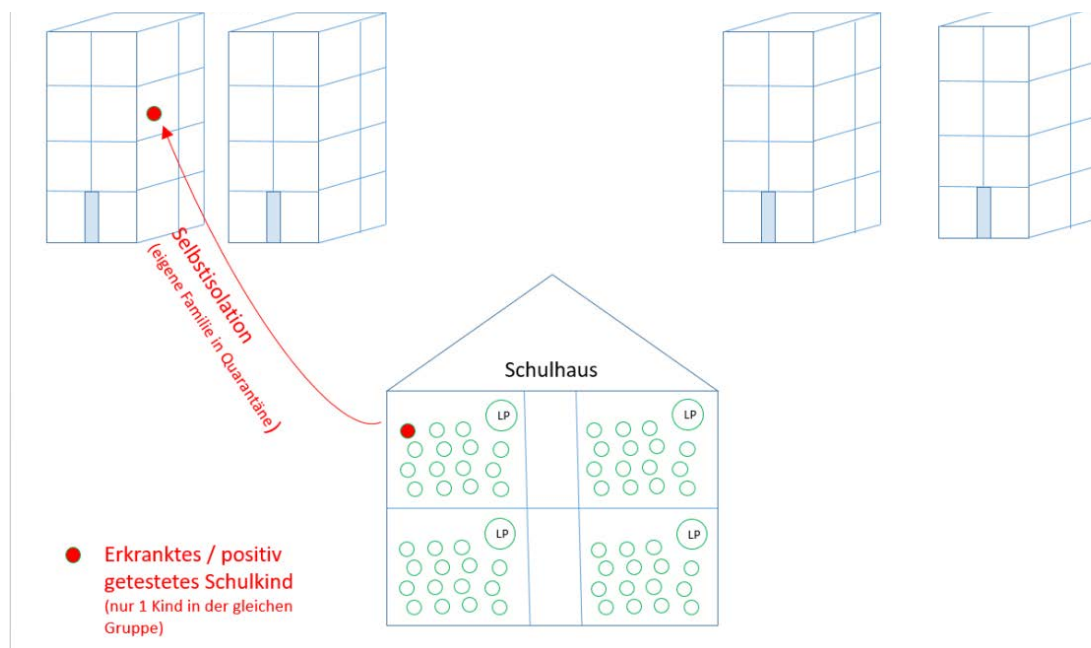 Selbstisolation
(eigene Familie in Quarantäne)
Schulhaus
LP
LP
LP
LP
Erkranktes / positiv
getestetes Schulkind
(nur 1 Kind in der gleichen
Gruppe)